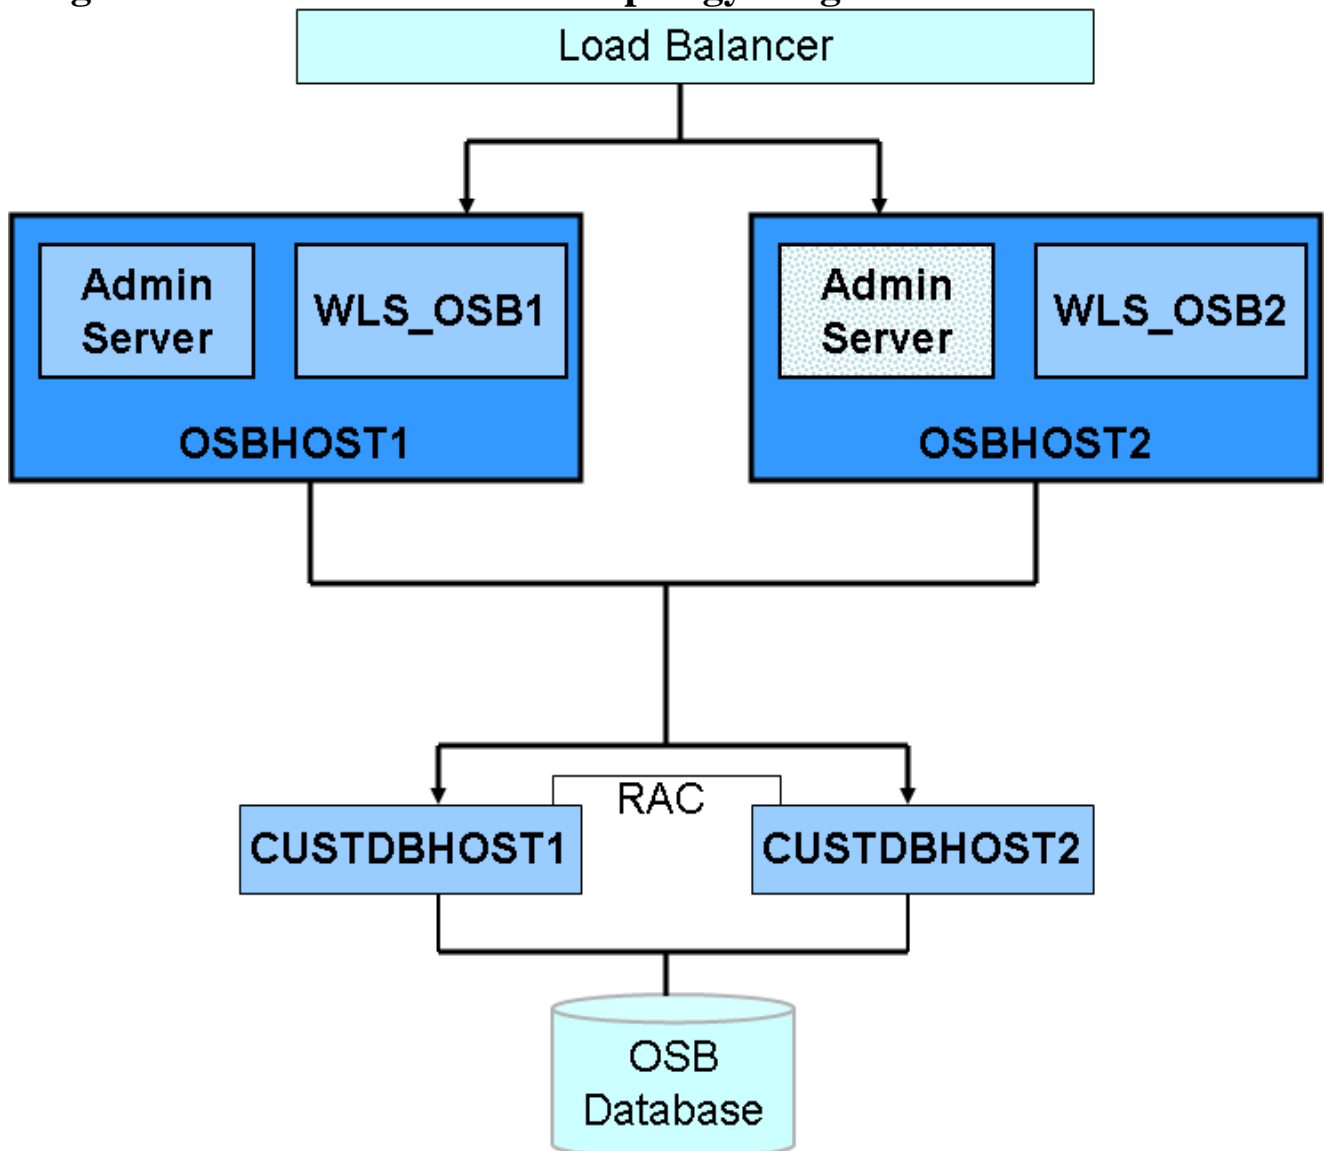 Load Balancer
Admin
Server
WLS_OSB1
OSBHOST1
Admin
Server
WLS_OSB2
OSBHOST2
RAC
CUSTDBHOST1
CUSTDBHOST2
OSB
Database